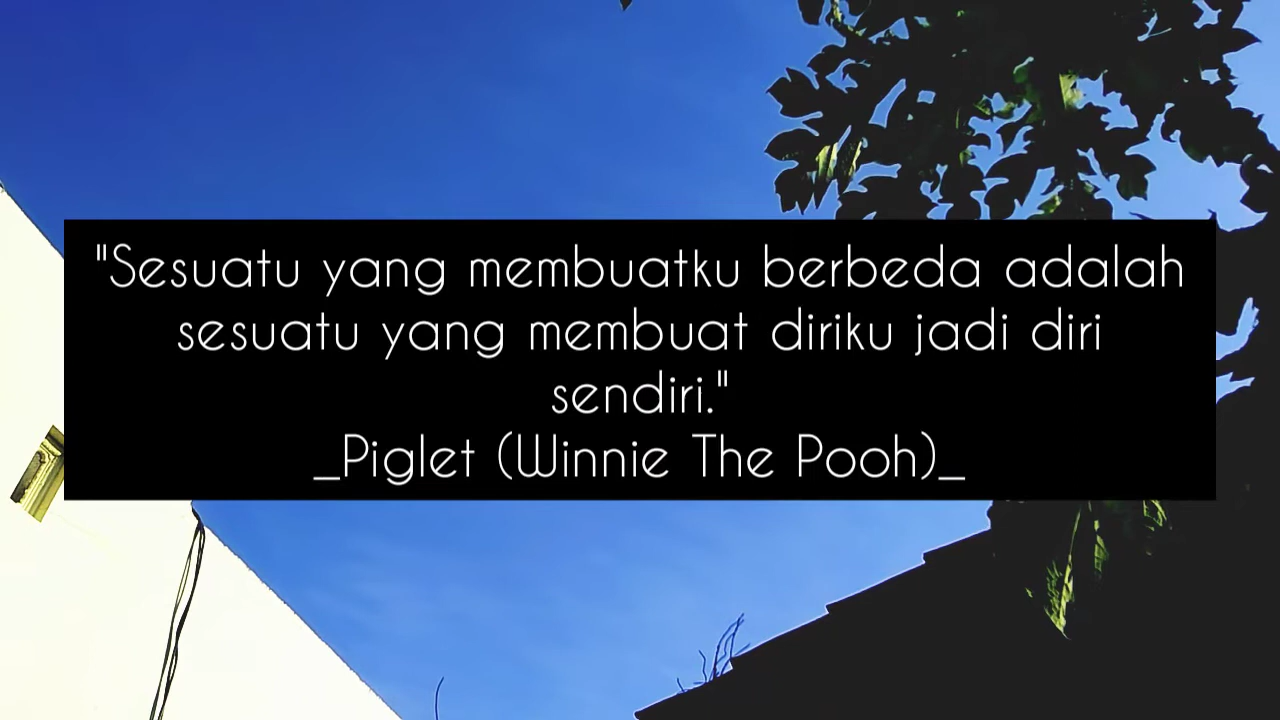 "Sesuatu yang membuatku berbeda adalah
sesuatu yang membuat diriku jadi diri
sendiri."
_Piglet (Winnie The Pooh)_